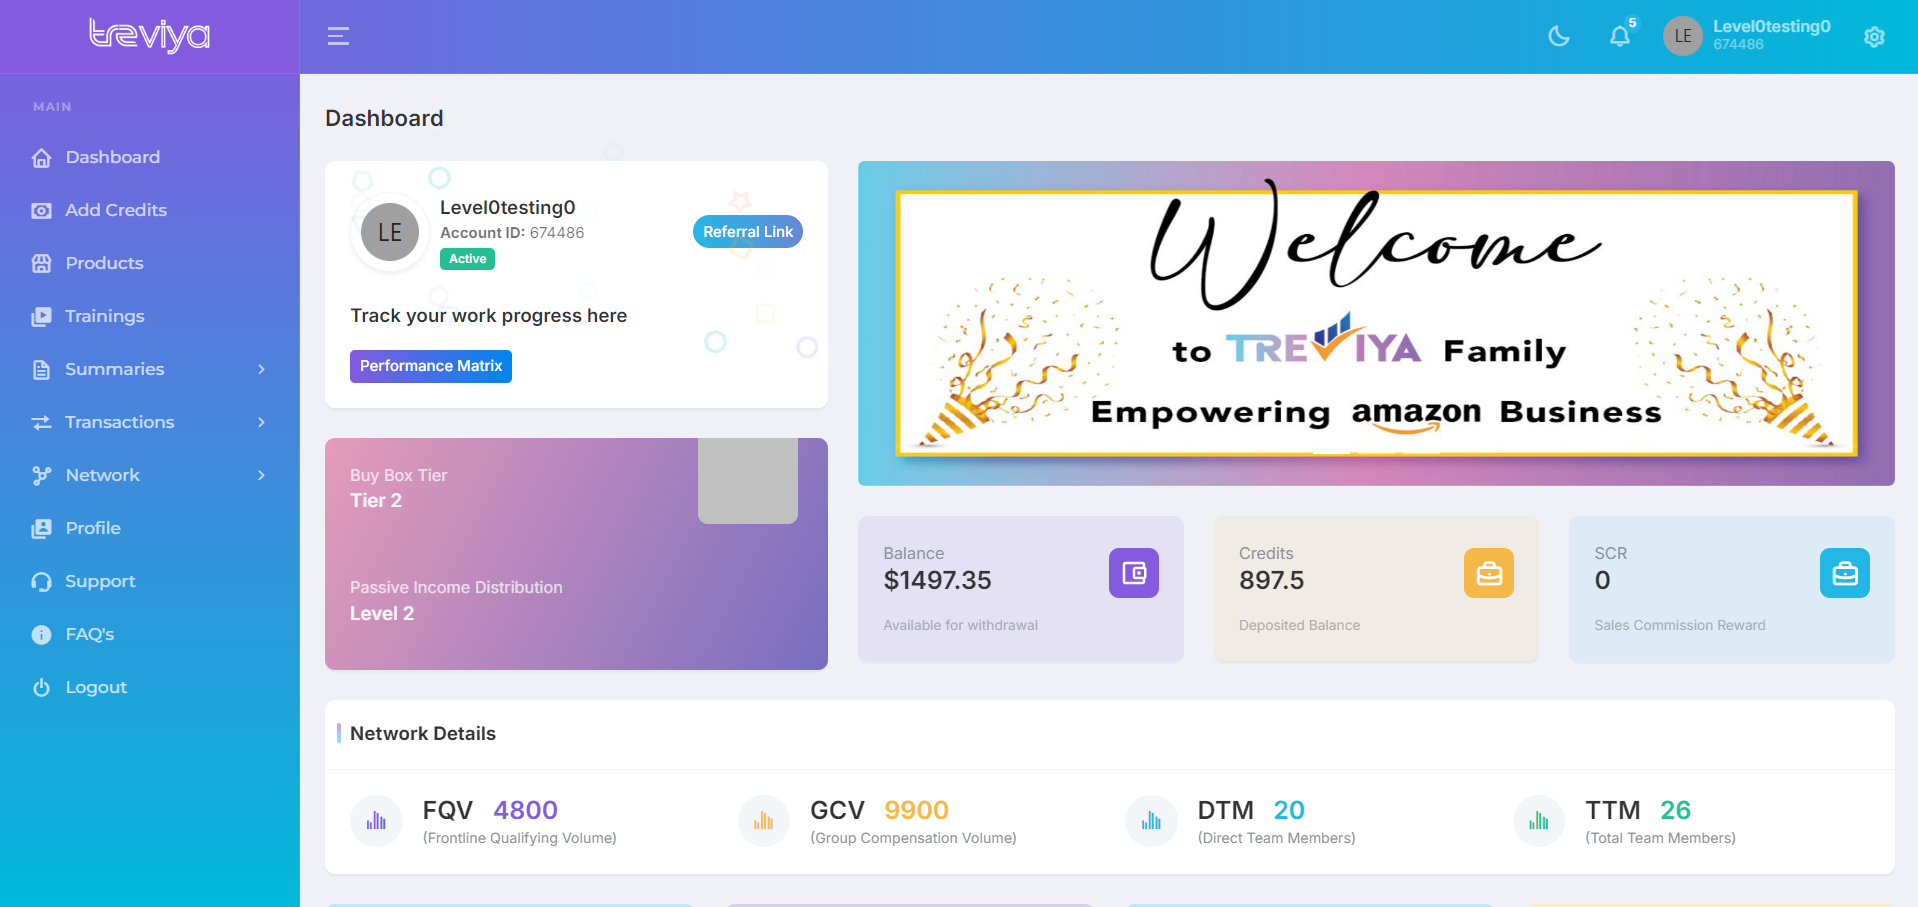 treviya
5
LE
Level0testing0
674486
MAIN
Dashboard
Add Credits
Products
Trainings
Summaries
Transactions
Network
Profile
Support
FAQ's
Logout
Dashboard
LE
Level0testing0
Account ID: 674486
Active
Referral Link
Track your work progress here
Performance Matrix
Welcome
to TREVIYA Family
Empowering amazon Business
Buy Box Tier
Tier 2
Passive Income Distribution
Level 2
Balance
$1497.35
Available for withdrawal
Credits
897.5
Deposited Balance
SCR
0
Sales Commission Reward
Network Details
FQV 4800
(Frontline Qualifying Volume)
GCV 9900
(Group Compensation Volume)
DTM 20
(Direct Team Members)
TTM 26
(Total Team Members)